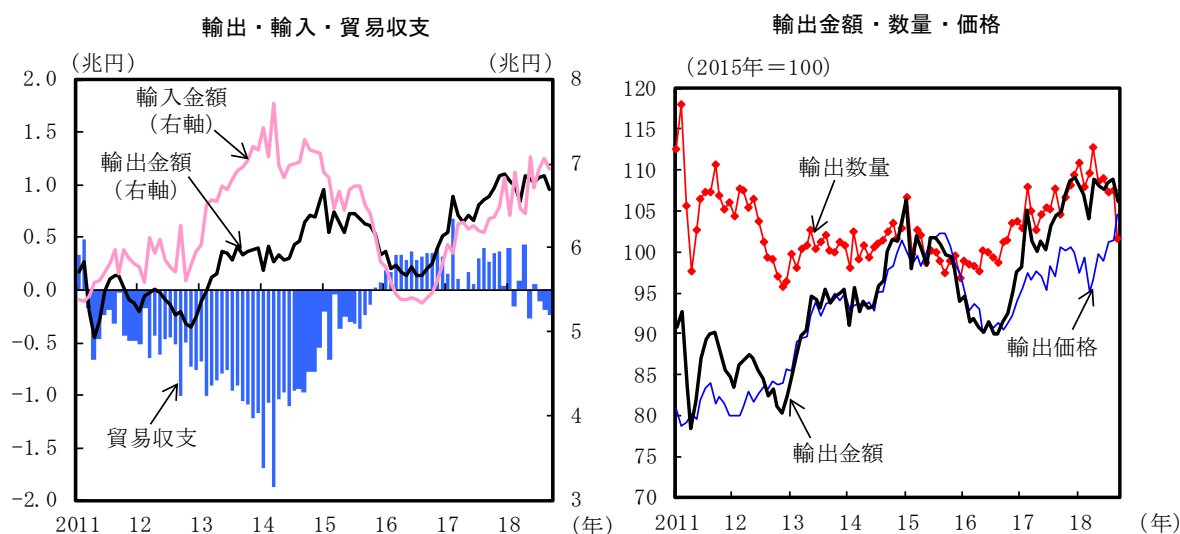 輸出・輸入・貿易収支
(兆円)
(兆円)
2.0
1.5
1.0
0.5
0.0
-0.5
-1.0
-1.5
-2.0
8
7
6
5
4
3
輸入金額
(右軸)
輸出金額
(右軸)
貿易収支
2011 12 13 14 15 16 17 18 (年)
輸出金額・数量・価格
(2015年=100)
120
115
110
105
100
95
90
85
80
75
70
輸出数量
輸出価格
輸出金額
2011 12 13 14 15 16 17 18 (年)